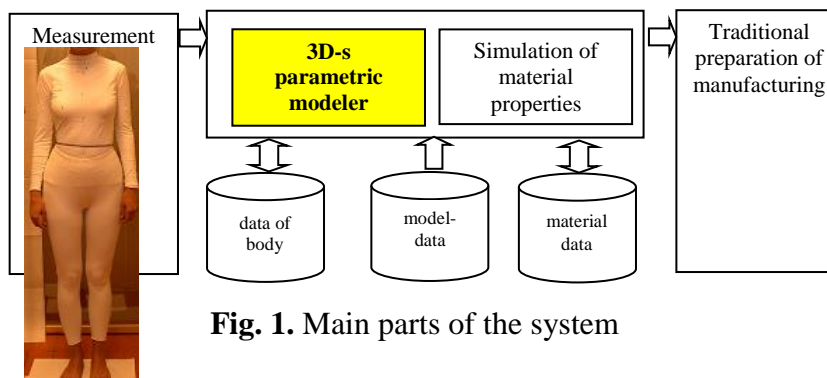 Measurement
3D-s
parametric
modeler
Simulation of
material
properties
Traditional
preparation of
manufacturing
data of
body
model-
data
material
data
Fig. 1. Main parts of the system